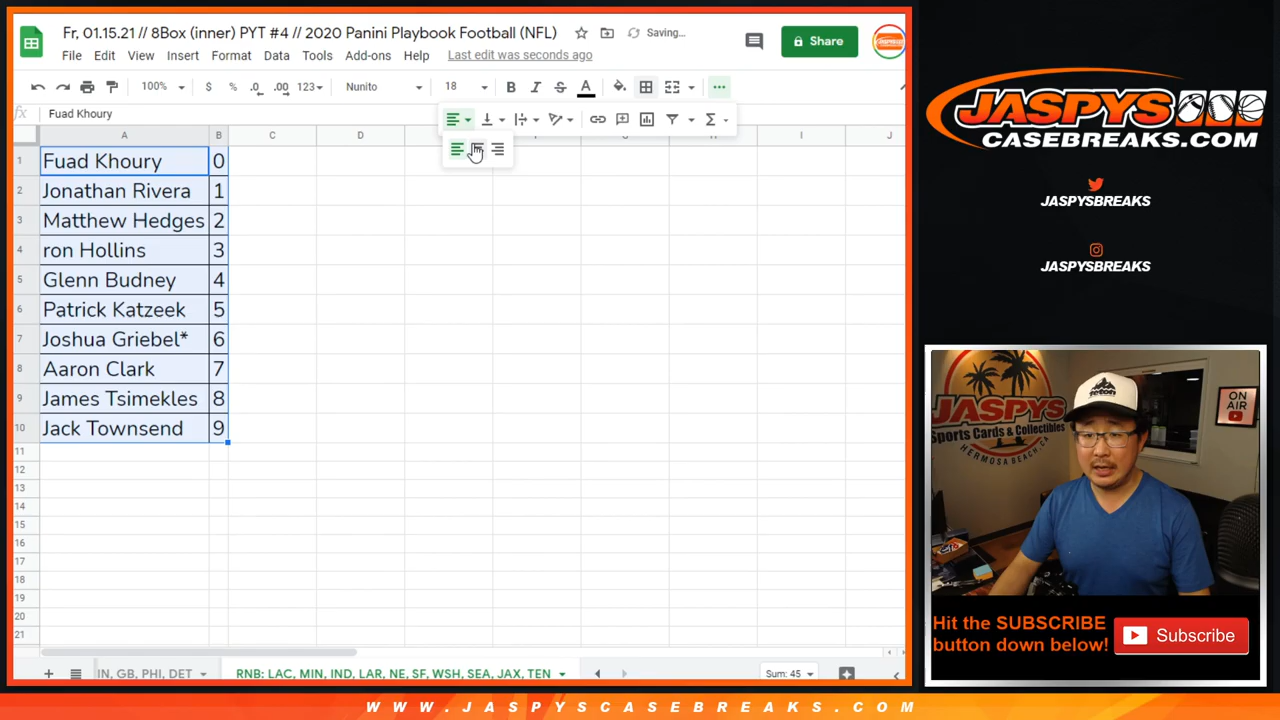 Fr, 01.15.21 // 8Box (inner) PYT #4 // 2020 Panini Playbook Football (NFL)
Saving...
Share
File Edit View Insert Format Data Tools Add-ons Help Last edit was seconds ago
100% $ % .0 .00 123 Nunito 18 B I S A
fx Fuad Khoury
A B C D H I J
1 Fuad Khoury 0
2 Jonathan Rivera 1
3 Matthew Hedges 2
4 ron Hollins 3
5 Glenn Budney 4
6 Patrick Katzeek 5
7 Joshua Griebel* 6
8 Aaron Clark 7
9 James Tsimekles 8
10 Jack Townsend 9
11
12
13
14
15
16
17
18
19
20
21
IN, GB, PHI, DET
RNB: LAC, MIN, IND, LAR, NE, SF, WSH, SEA, JAX, TEN
Sum: 45
JASPYS
CASEBREAKS.COM
JASPYSBREAKS
JASPYSBREAKS
JASPYS
Sports Cards & Collectibles
HERMOSA BEACH, CA
ON AIR
Hit the SUBSCRIBE
button down below!
Subscribe
WWW.JASPYSCASEBREAKS.COM